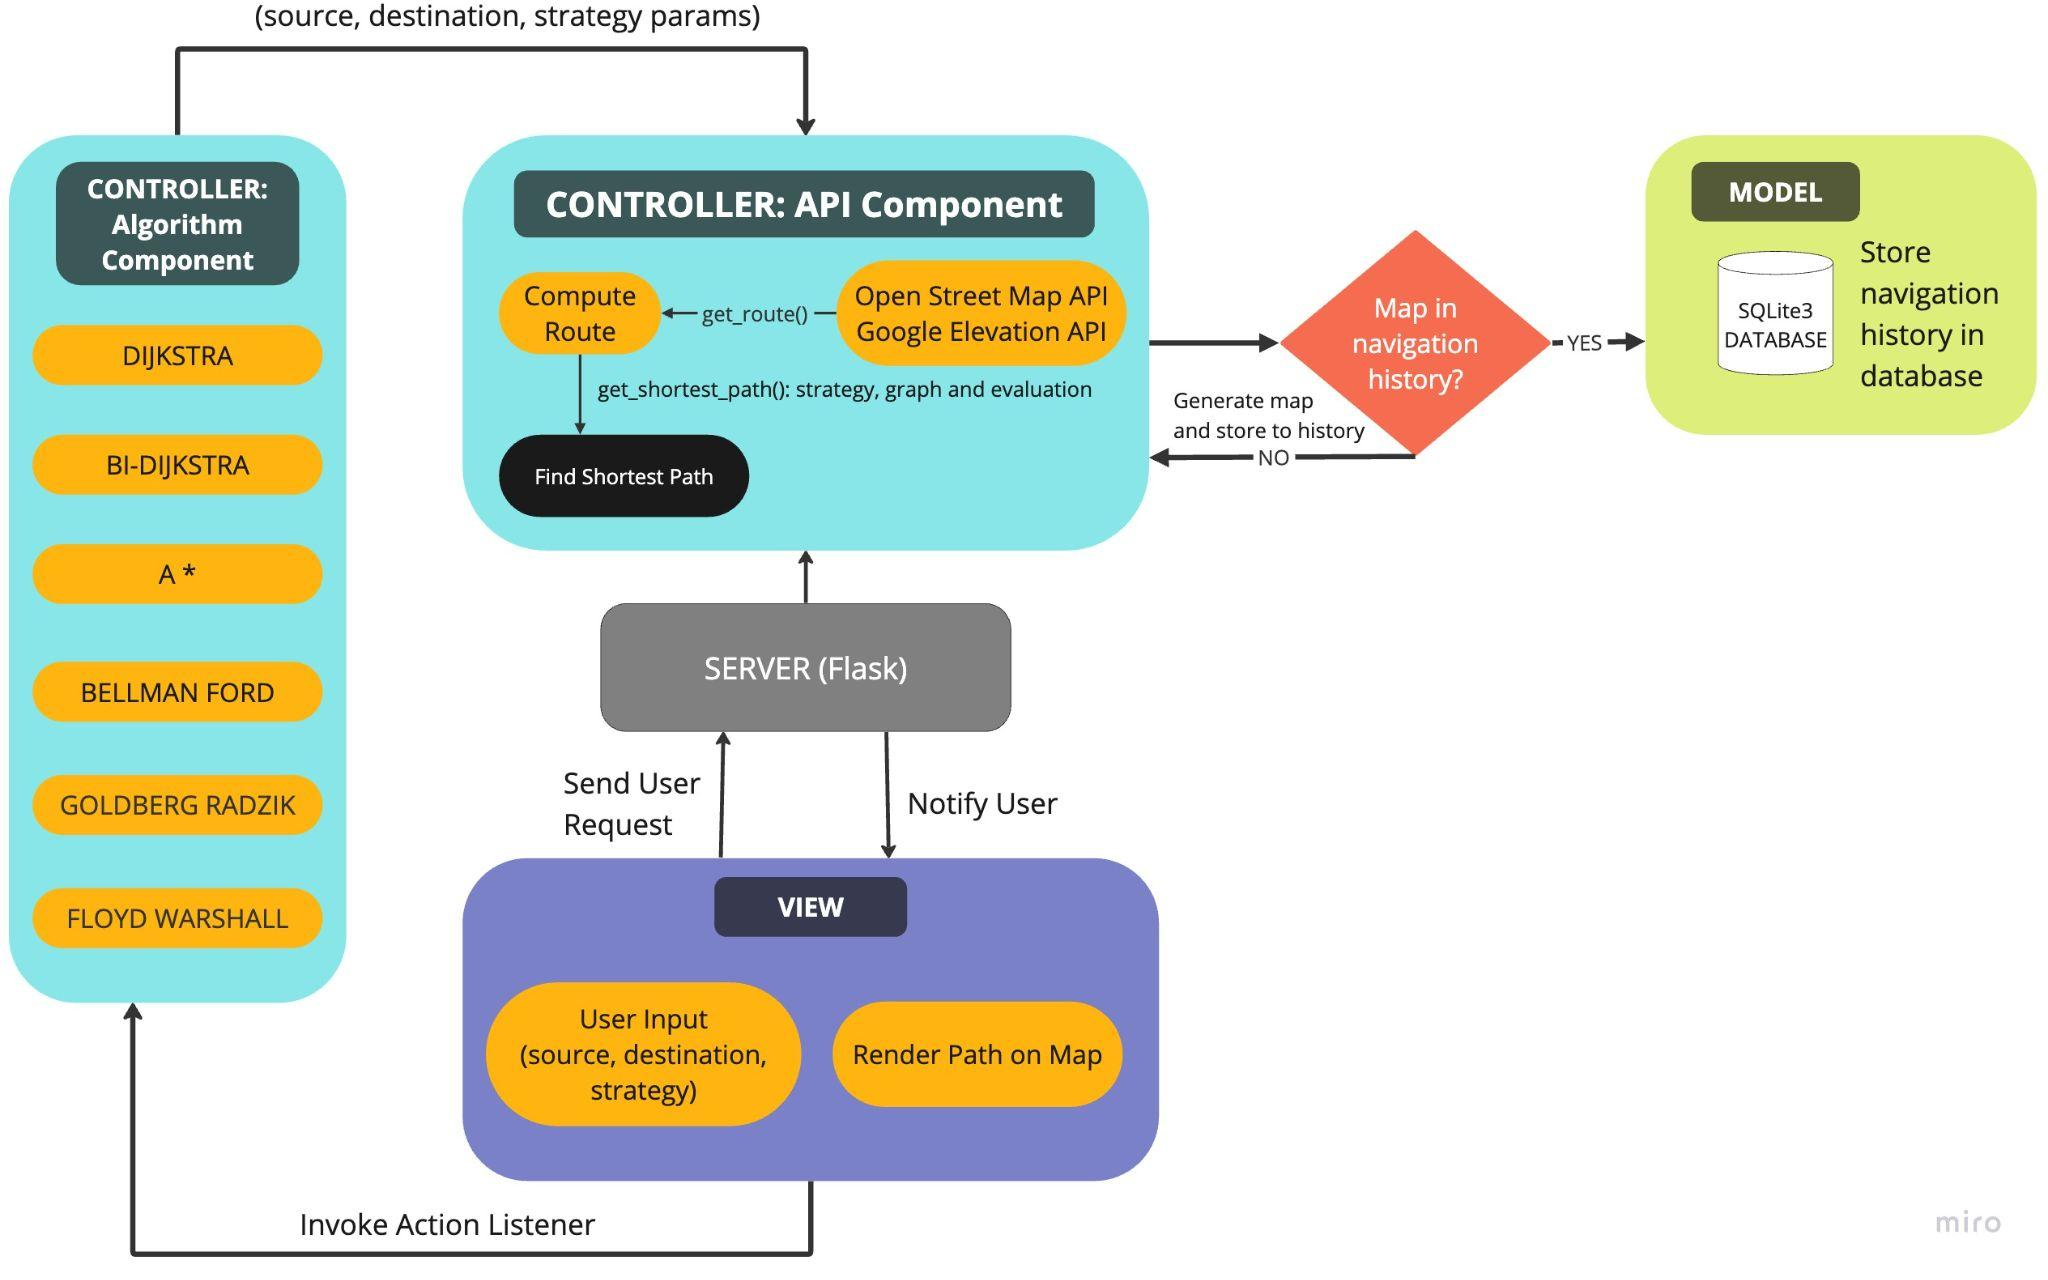 (source, destination, strategy params)
CONTROLLER:
Algorithm
Component
DIJKSTRA
BI-DIJKSTRA
A *
BELLMAN FORD
GOLDBERG RADZIK
FLOYD WARSHALL
CONTROLLER: API Component
Compute
Route
get_route()
Open Street Map API
Google Elevation API
get_shortest_path(): strategy, graph and evaluation
Find Shortest Path
Map in
navigation
history?
YES
Generate map
and store to history
NO
MODEL
SQLite3
DATABASE
Store
navigation
history in
database
SERVER (Flask)
Send User
Request
Notify User
VIEW
User Input
(source, destination,
strategy)
Render Path on Map
Invoke Action Listener
miro